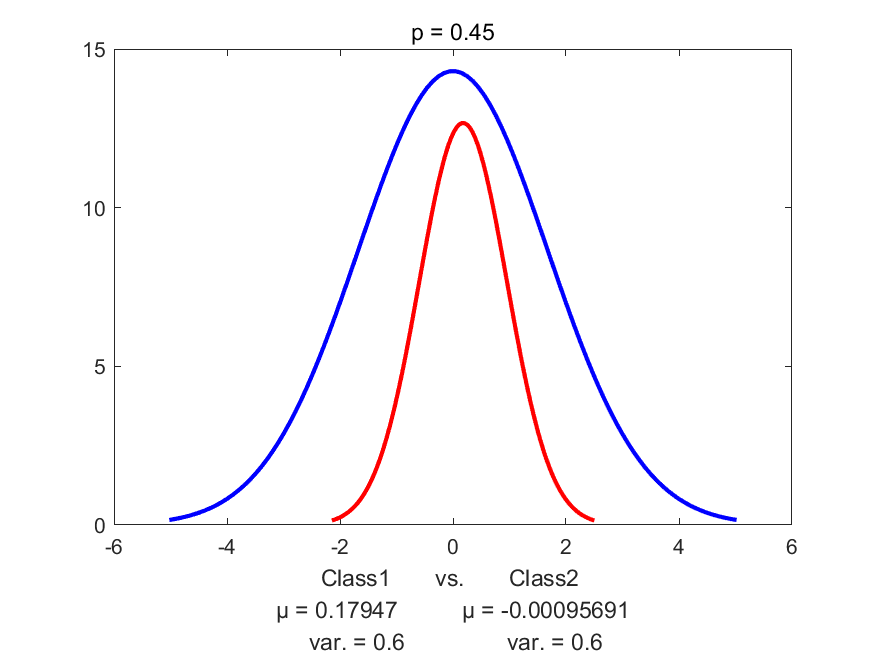 p = 0.45
15
10
5
0
-6 -4 -2 0 2 4 6
Class1 vs. Class2
μ = 0.17947 μ = -0.00095691
var. = 0.6 var. = 0.6